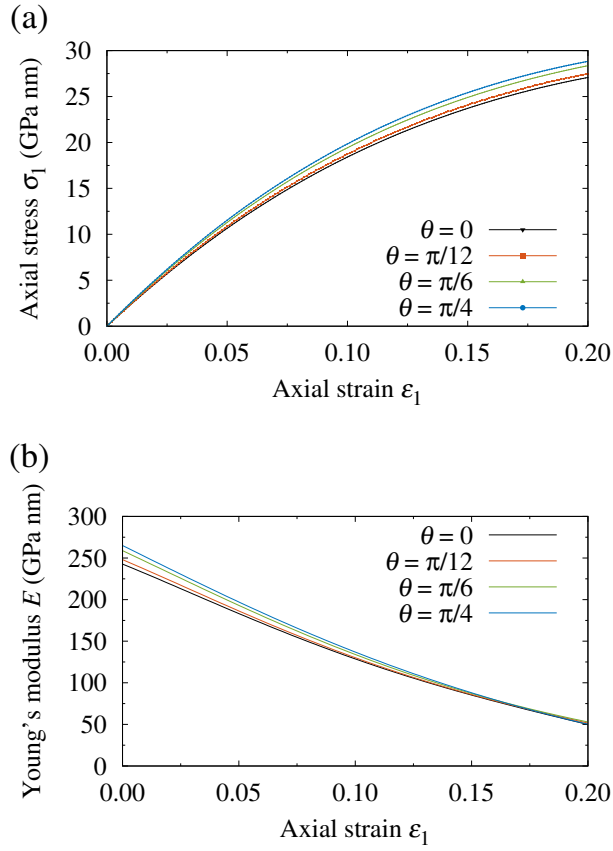 (a)
Axial stress σ1 (GPa nm)
30
25
20
15
10
5
0
θ = 0
θ = π/12
θ = π/6
θ = π/4
0.00 0.05 0.10 0.15 0.20
Axial strain ε1
(b)
Young's modulus E (GPa nm)
300
250
200
150
100
50
0
θ = 0
θ = π/12
θ = π/6
θ = π/4
0.00 0.05 0.10 0.15 0.20
Axial strain ε1